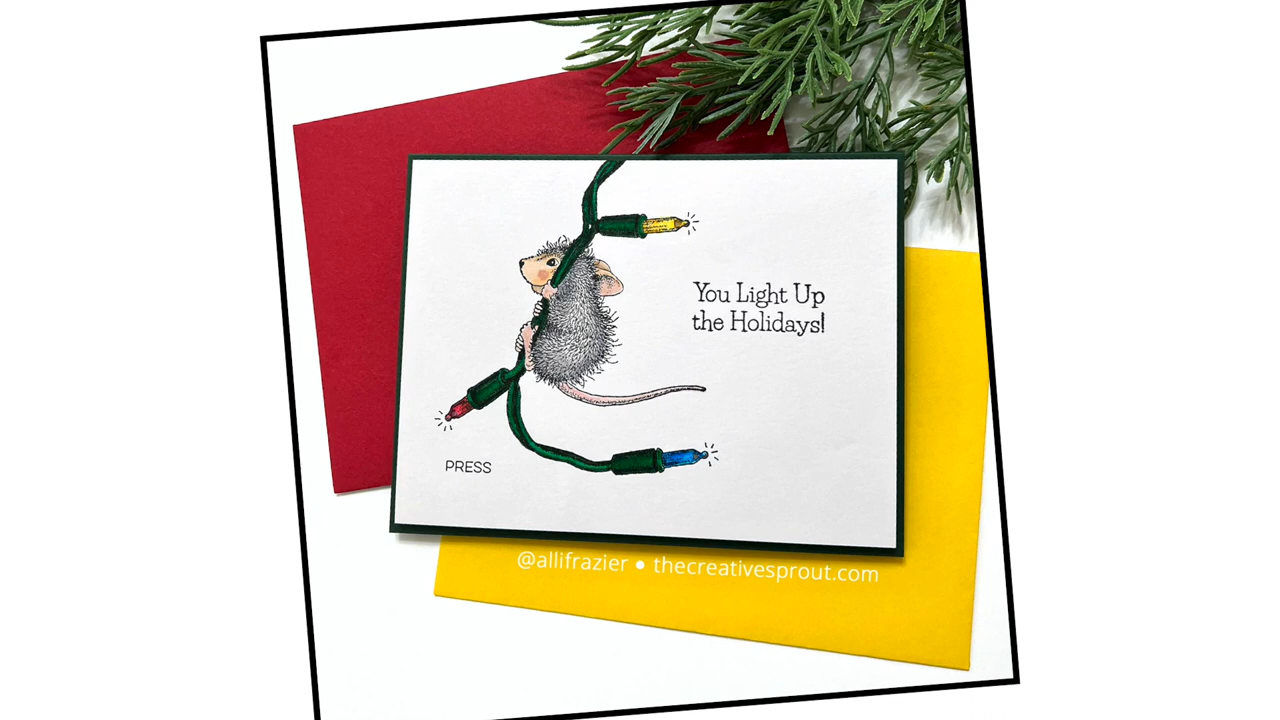 You Light Up
the Holidays!
PRESS
@allifrazier ● thecreativesprout.com